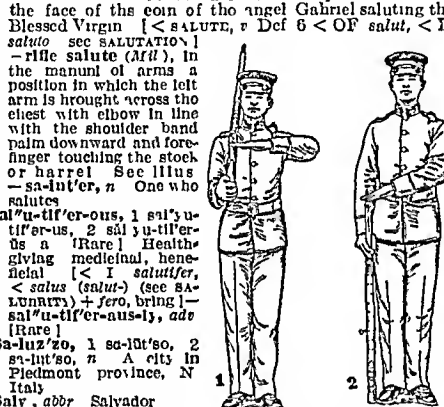 the face of the coin of the angel Gabriel saluting th
Blessed Virgin [< SALUTE, v Def 6 < OF salut, < I
saluto see SALUTATION]
—rifle salute (Mil), in
the manual of arms a
position in which the left
arm is brought across the
chest with elbow in line
with the shoulder hand
palm downward and fore-
finger touching the stock
or barrel See illus
— sa-lut'er, n One who
salutes
al"u-tif'er-ous, 1 sal'yu-
tif'er-us, 2 săl yu-tif'er-
ŭs a [Rare] Health-
giving medicinal, bene-
ficial [< L salutifer,
< salus (salut-) (see SA-
LUBRITY) + fero, bring]—
sal"u-tif'er-ous-ly, adv
[Rare]
a-luz'zo, 1 sa-lūt'so, 2
sa-lut'so, n A city in
Piedmont province, N
Italy
Salv, abbr Salvador
1
2